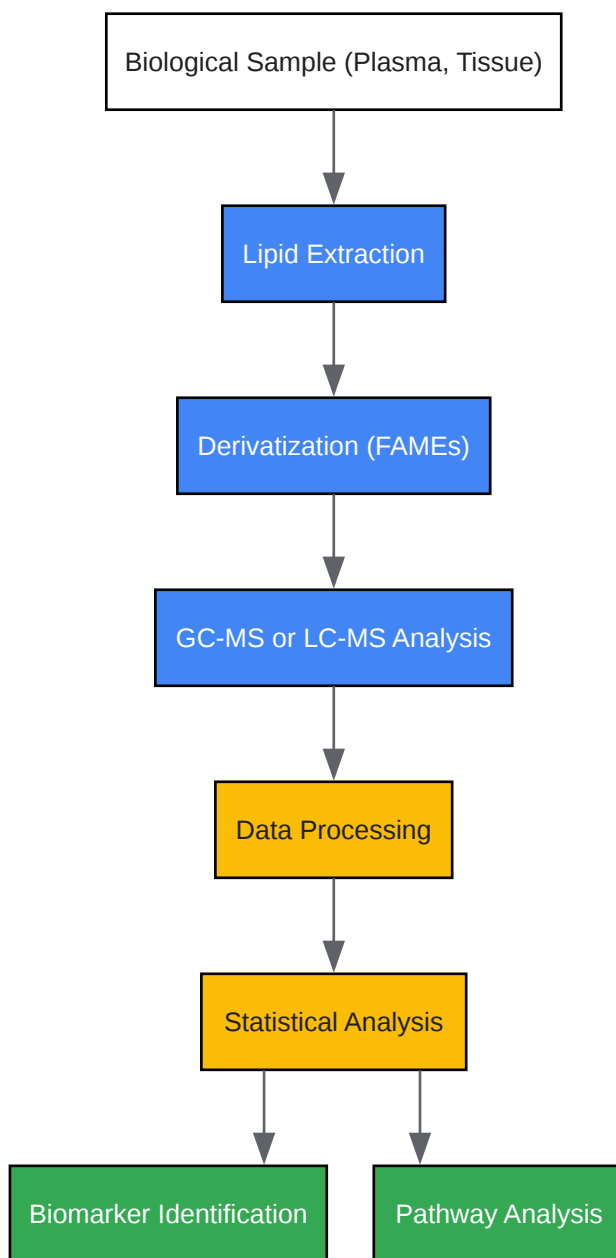 Biological Sample (Plasma, Tissue)
Lipid Extraction
Derivatization (FAMEs)
GC-MS or LC-MS Analysis
Data Processing
Statistical Analysis
Biomarker Identification
Pathway Analysis